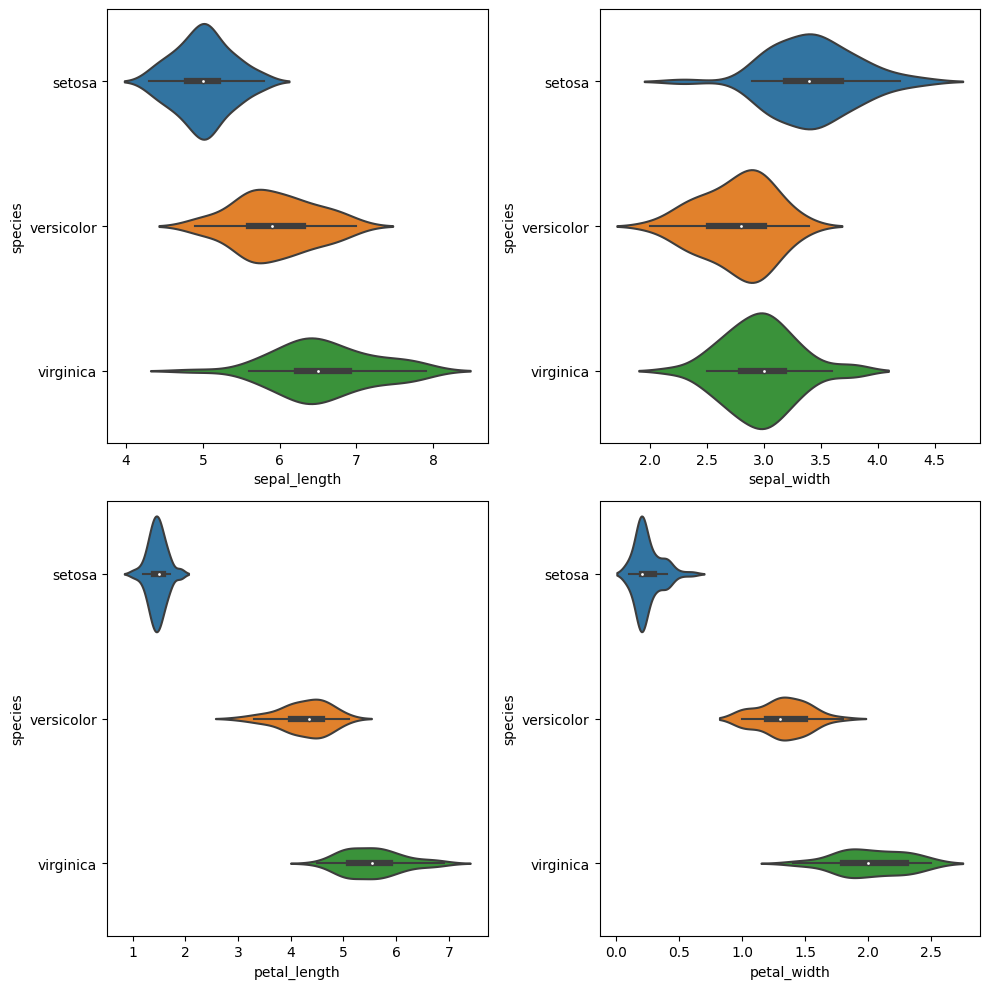 setosa
versicolor
virginica
species
4 5 6 7 8
sepal_length
setosa
versicolor
virginica
species
2.0 2.5 3.0 3.5 4.0 4.5
sepal_width
setosa
versicolor
virginica
species
1 2 3 4 5 6 7
petal_length
setosa
versicolor
virginica
species
0.0 0.5 1.0 1.5 2.0 2.5
petal_width